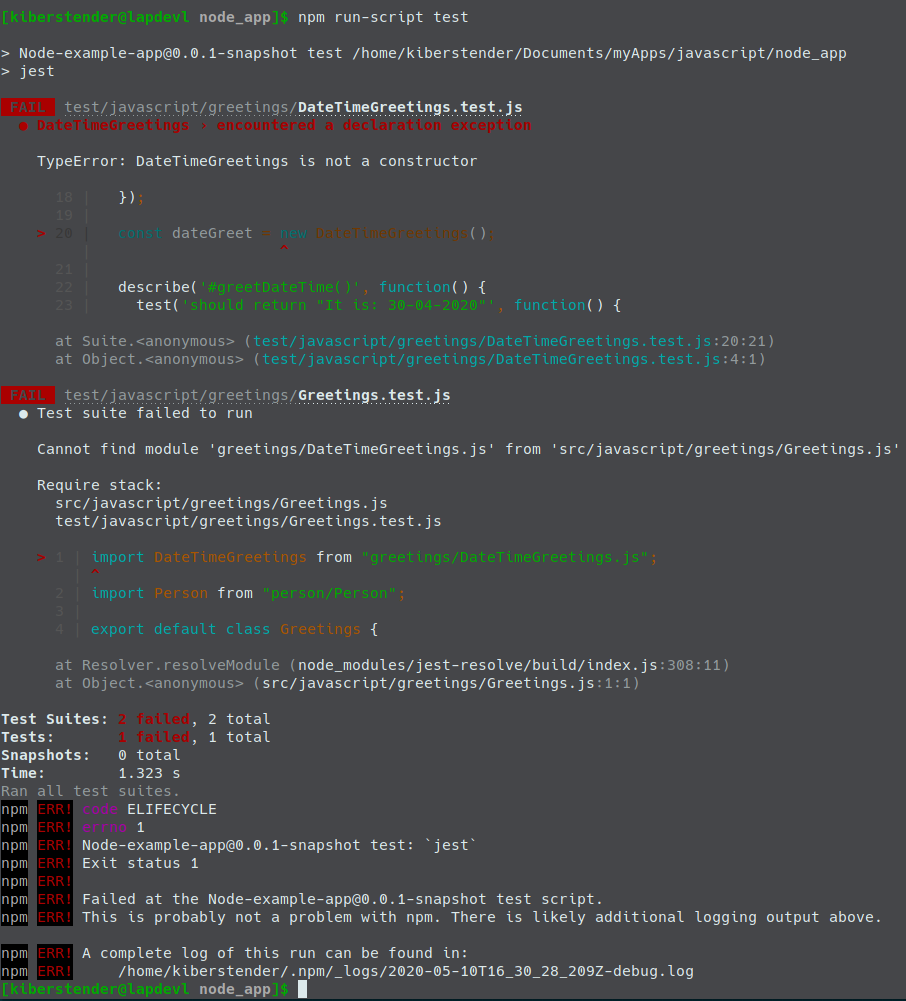 [kiberstender@lapdevl node_app]$ npm run-script test
> Node-example-app@0.0.1-snapshot test /home/kiberstender/Documents/myApps/javascript/node_app
> jest
FAIL test/javascript/greetings/DateTimeGreetings.test.js
● DateTimeGreetings › encountered a declaration exception
TypeError: DateTimeGreetings is not a constructor
18 | });
19 |
> 20 | const dateGreet = new DateTimeGreetings();
| ^
21 |
22 | describe('#greetDateTime()', function() {
23 | test('should return "It is: 30-04-2020"', function() {
at Suite.<anonymous> (test/javascript/greetings/DateTimeGreetings.test.js:20:21)
at Object.<anonymous> (test/javascript/greetings/DateTimeGreetings.test.js:4:1)
FAIL test/javascript/greetings/Greetings.test.js
● Test suite failed to run
Cannot find module 'greetings/DateTimeGreetings.js' from 'src/javascript/greetings/Greetings.js'
Require stack:
src/javascript/greetings/Greetings.js
test/javascript/greetings/Greetings.test.js
> 1 | import DateTimeGreetings from "greetings/DateTimeGreetings.js";
| ^
2 | import Person from "person/Person";
3 |
4 | export default class Greetings {
at Resolver.resolveModule (node_modules/jest-resolve/build/index.js:308:11)
at Object.<anonymous> (src/javascript/greetings/Greetings.js:1:1)
Test Suites: 2 failed, 2 total
Tests: 1 failed, 1 total
Snapshots: 0 total
Time: 1.323 s
Ran all test suites.
npm ERR! code ELIFECYCLE
npm ERR! errno 1
npm ERR! Node-example-app@0.0.1-snapshot test: `jest`
npm ERR! Exit status 1
npm ERR!
npm ERR! Failed at the Node-example-app@0.0.1-snapshot test script.
npm ERR! This is probably not a problem with npm. There is likely additional logging output above.
npm ERR! A complete log of this run can be found in:
npm ERR! /home/kiberstender/.npm/_logs/2020-05-10T16_30_28_209Z-debug.log
[kiberstender@lapdevl node_app]$